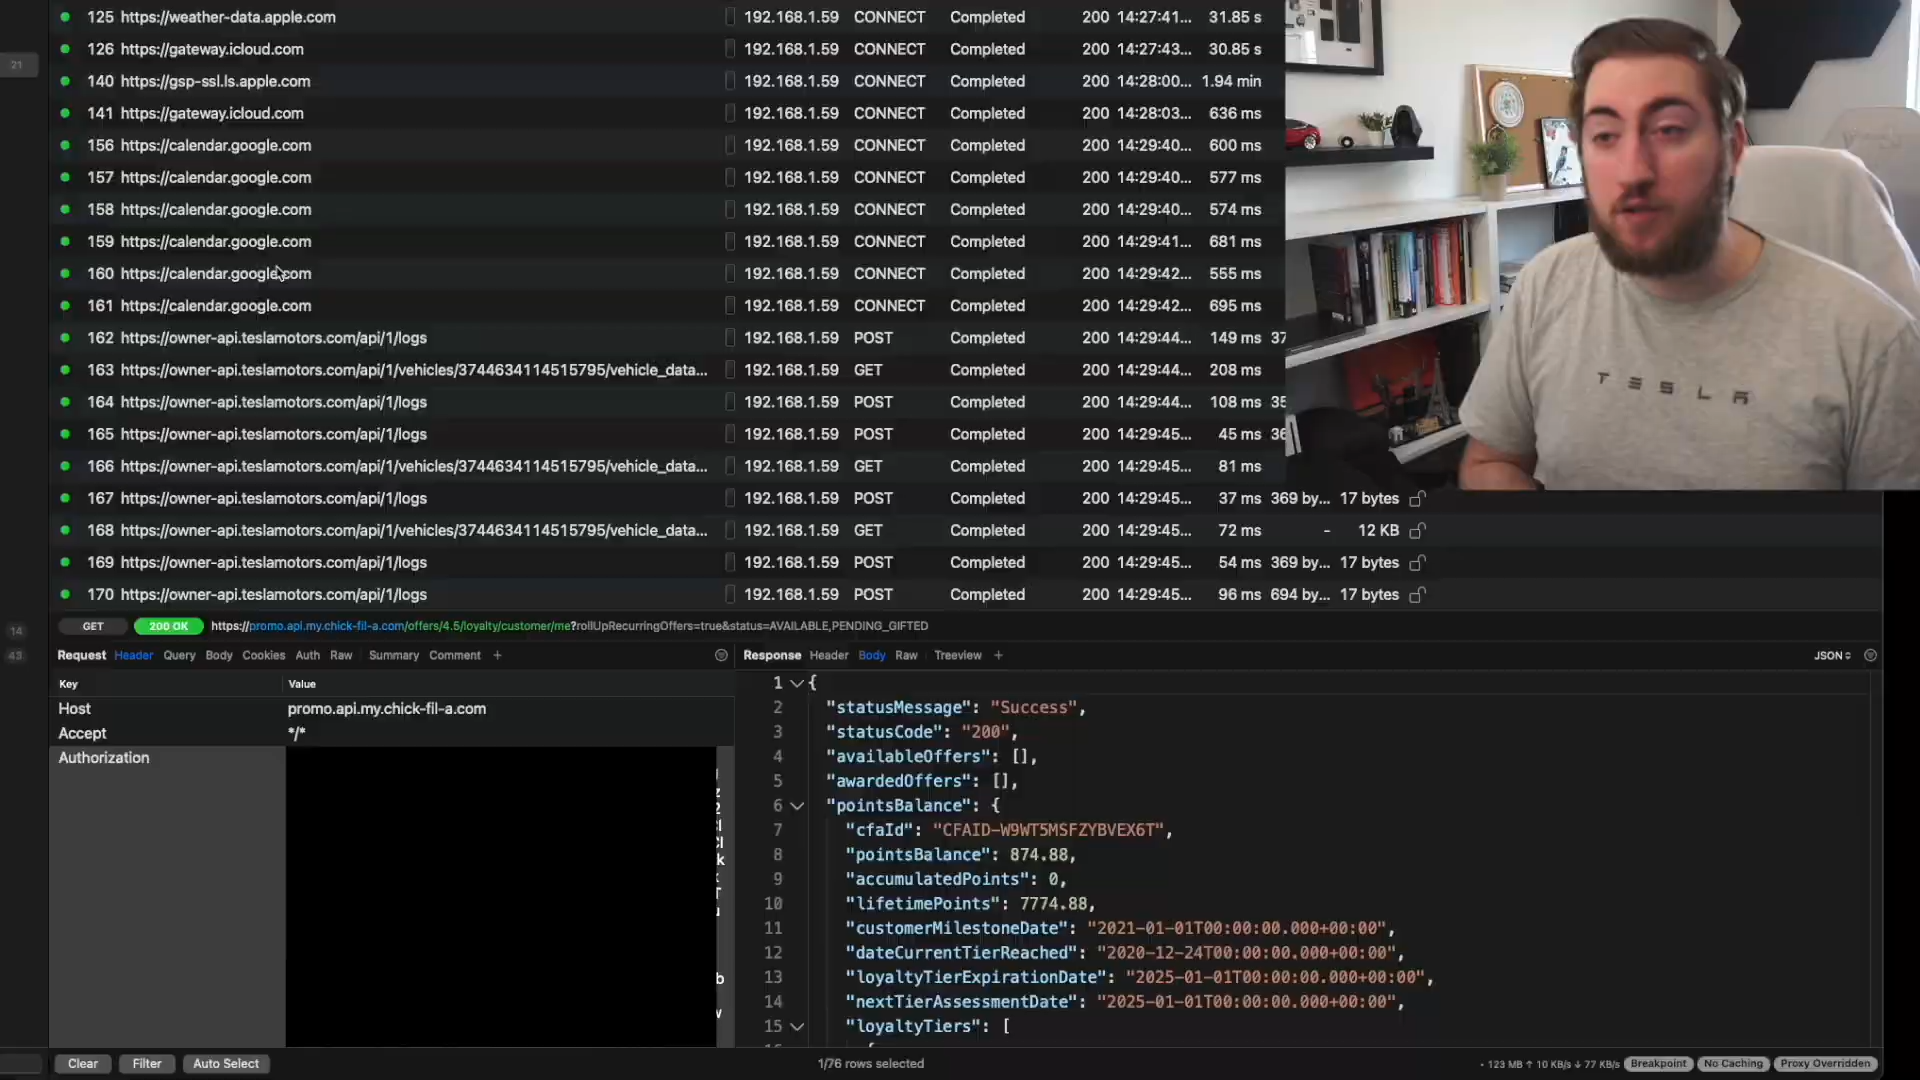 125 https://weather-data.apple.com 192.168.1.59 CONNECT Completed 200 14:27:41... 31.85 s
126 https://gateway.icloud.com 192.168.1.59 CONNECT Completed 200 14:27:43... 30.85 s
21
140 https://gsp-ssl.ls.apple.com 192.168.1.59 CONNECT Completed 200 14:28:00... 1.94 min
141 https://gateway.icloud.com 192.168.1.59 CONNECT Completed 200 14:28:03... 636 ms
156 https://calendar.google.com 192.168.1.59 CONNECT Completed 200 14:29:40... 600 ms
157 https://calendar.google.com 192.168.1.59 CONNECT Completed 200 14:29:40... 577 ms
158 https://calendar.google.com 192.168.1.59 CONNECT Completed 200 14:29:40... 574 ms
159 https://calendar.google.com 192.168.1.59 CONNECT Completed 200 14:29:41... 681 ms
160 https://calendar.google.com 192.168.1.59 CONNECT Completed 200 14:29:42... 555 ms
161 https://calendar.google.com 192.168.1.59 CONNECT Completed 200 14:29:42... 695 ms
162 https://owner-api.teslamotors.com/api/1/logs 192.168.1.59 POST Completed 200 14:29:44... 149 ms 37
163 https://owner-api.teslamotors.com/api/1/vehicles/3744634114515795/vehicle_data... 192.168.1.59 GET Completed 200 14:29:44... 208 ms
TESLA
164 https://owner-api.teslamotors.com/api/1/logs 192.168.1.59 POST Completed 200 14:29:44... 108 ms 35
165 https://owner-api.teslamotors.com/api/1/logs 192.168.1.59 POST Completed 200 14:29:45... 45 ms 36
166 https://owner-api.teslamotors.com/api/1/vehicles/3744634114515795/vehicle_data... 192.168.1.59 GET Completed 200 14:29:45... 81 ms
167 https://owner-api.teslamotors.com/api/1/logs 192.168.1.59 POST Completed 200 14:29:45... 37 ms 369 by... 17 bytes
168 https://owner-api.teslamotors.com/api/1/vehicles/3744634114515795/vehicle_data... 192.168.1.59 GET Completed 200 14:29:45... 72 ms - 12 KB
169 https://owner-api.teslamotors.com/api/1/logs 192.168.1.59 POST Completed 200 14:29:45... 54 ms 369 by... 17 bytes
170 https://owner-api.teslamotors.com/api/1/logs 192.168.1.59 POST Completed 200 14:29:45... 96 ms 694 by... 17 bytes
14
GET 200 OK https://promo.api.my.chick-fil-a.com/offers/4.5/loyalty/customer/me?rollUpRecurringOffers=true&status=AVAILABLE,PENDING_GIFTED
43
Request Header Query Body Cookies Auth Raw Summary Comment +
Response Header Body Raw Treeview + JSON
Key Value
Host promo.api.my.chick-fil-a.com
Accept */*
Authorization
1 {
2 "statusMessage": "Success",
3 "statusCode": "200",
4 "availableOffers": [],
5 "awardedOffers": [],
6 "pointsBalance": {
7 "cfaId": "CFAID-W9WT5MSFZYBVEX6T",
8 "pointsBalance": 874.88,
9 "accumulatedPoints": 0,
10 "lifetimePoints": 7774.88,
11 "customerMilestoneDate": "2021-01-01T00:00:00.000+00:00",
12 "dateCurrentTierReached": "2020-12-24T00:00:00.000+00:00",
13 "loyaltyTierExpirationDate": "2025-01-01T00:00:00.000+00:00",
14 "nextTierAssessmentDate": "2025-01-01T00:00:00.000+00:00",
15 "loyaltyTiers": [
Clear Filter Auto Select 1/76 rows selected • 123 MB ↑ 10 KB/s ↓ 77 KB/s Breakpoint No Caching Proxy Overridden